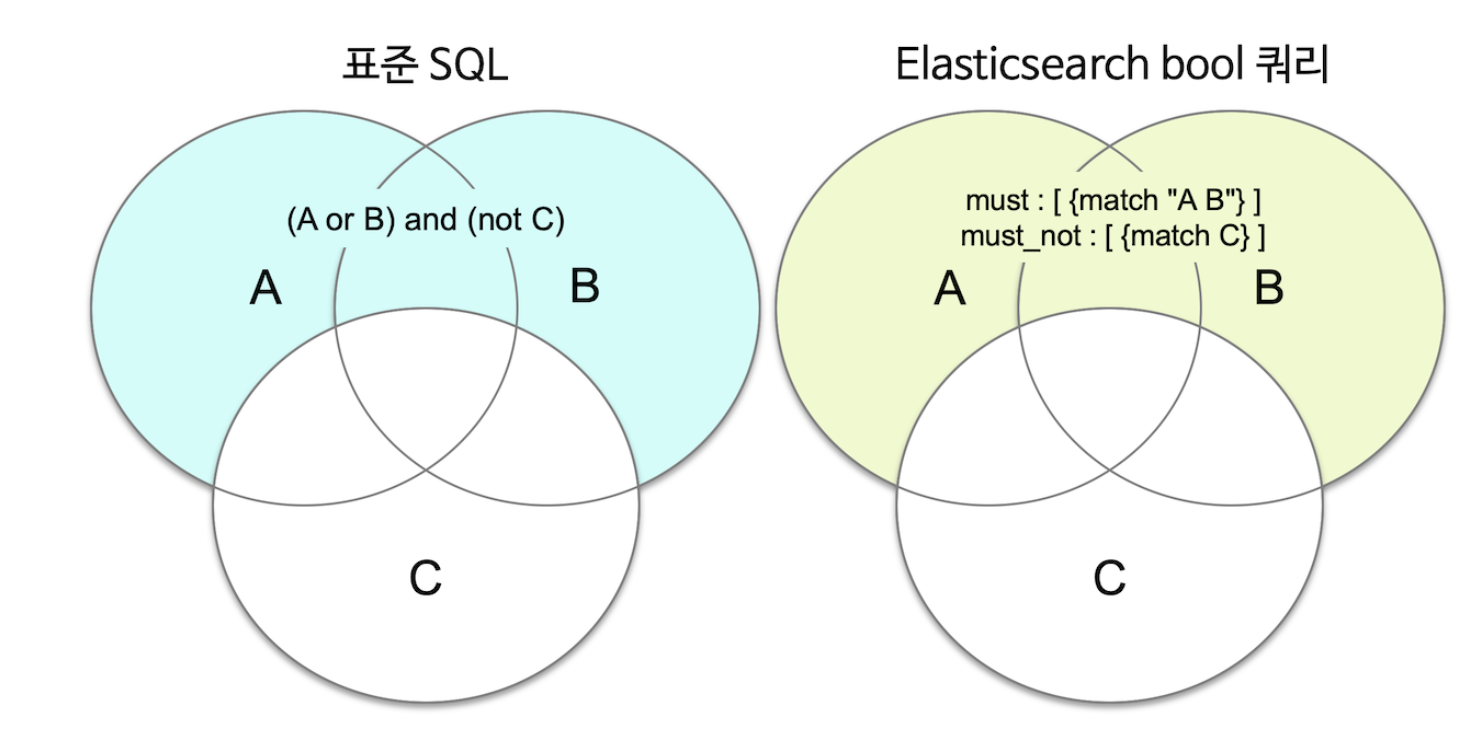 표준 SQL
(A or B) and (not C)
A
B
C
Elasticsearch bool 쿼리
must : [ {match "A B"} ]
must_not : [ {match C} ]
A
B
C